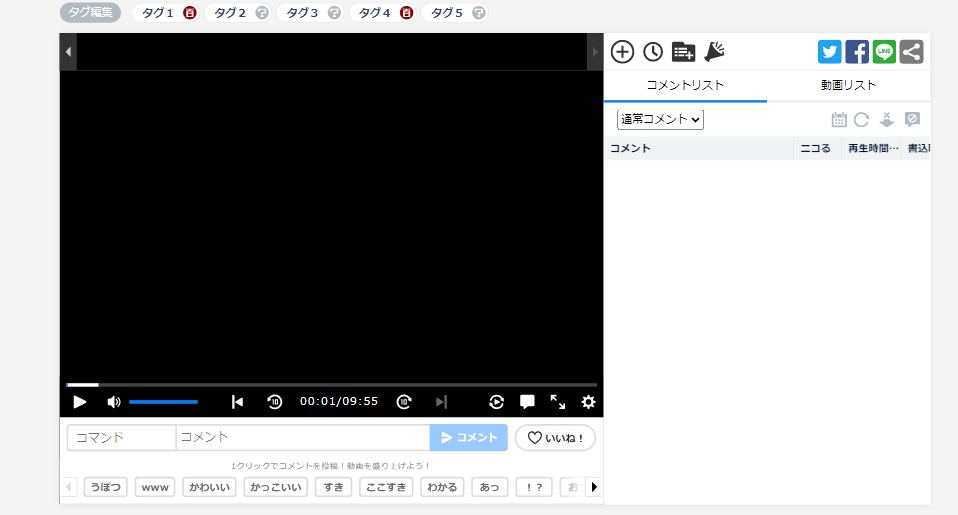 タグ編集 タグ1 百 タグ2 ? タグ3 ? タグ4 百 タグ5 ?
LINE
コメントリスト 動画リスト
通常コメント
コメント ニコる 再生時間… 書込時
10 00:01/09:55 10
コマンド コメント コメント いいね！
1クリックでコメントを投稿！動画を盛り上げよう！
うぽつ www かわいい かっこいい すき ここすき わかる あっ ！？ お